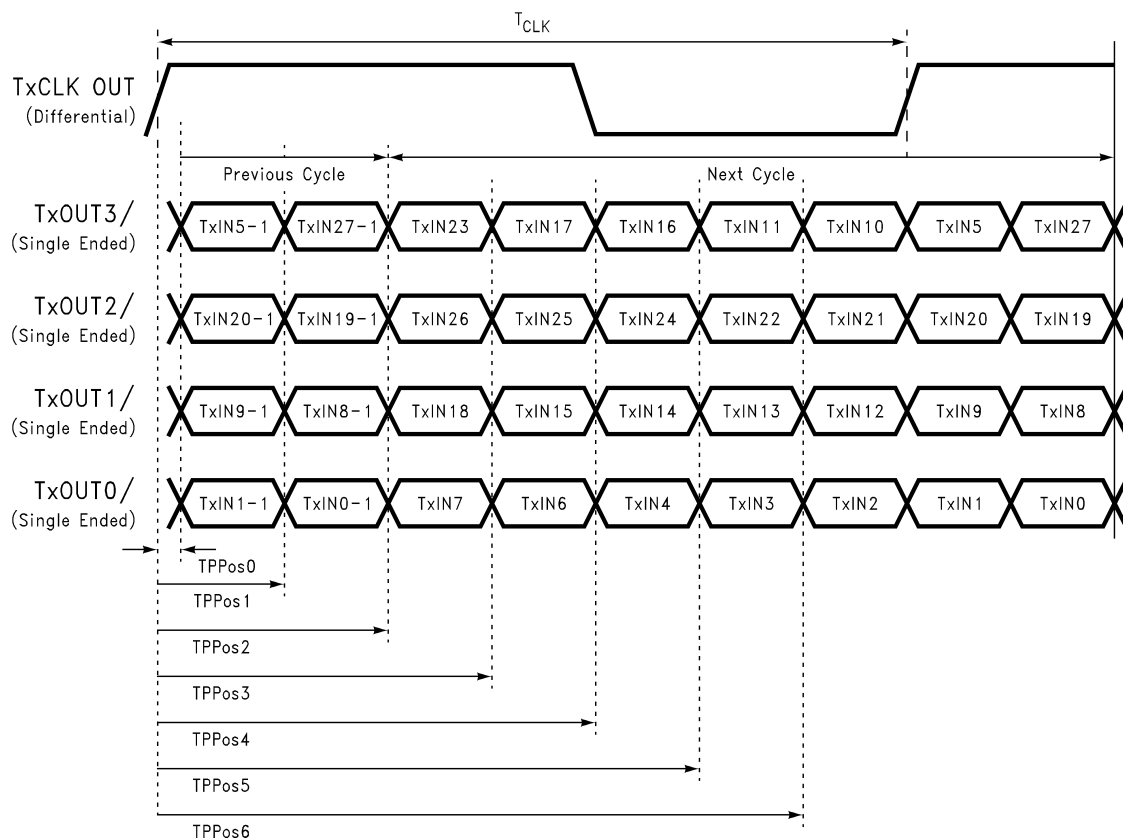 TCLK
TxCLK OUT
(Differential)
Previous Cycle
Next Cycle
TxOUT3/
(Single Ended)
TxIN5-1 TxIN27-1 TxIN23 TxIN17 TxIN16 TxIN11 TxIN10 TxIN5 TxIN27
TxOUT2/
(Single Ended)
TxIN20-1 TxIN19-1 TxIN26 TxIN25 TxIN24 TxIN22 TxIN21 TxIN20 TxIN19
TxOUT1/
(Single Ended)
TxIN9-1 TxIN8-1 TxIN18 TxIN15 TxIN14 TxIN13 TxIN12 TxIN9 TxIN8
TxOUT0/
(Single Ended)
TxIN1-1 TxIN0-1 TxIN7 TxIN6 TxIN4 TxIN3 TxIN2 TxIN1 TxIN0
TPPos0
TPPos1
TPPos2
TPPos3
TPPos4
TPPos5
TPPos6